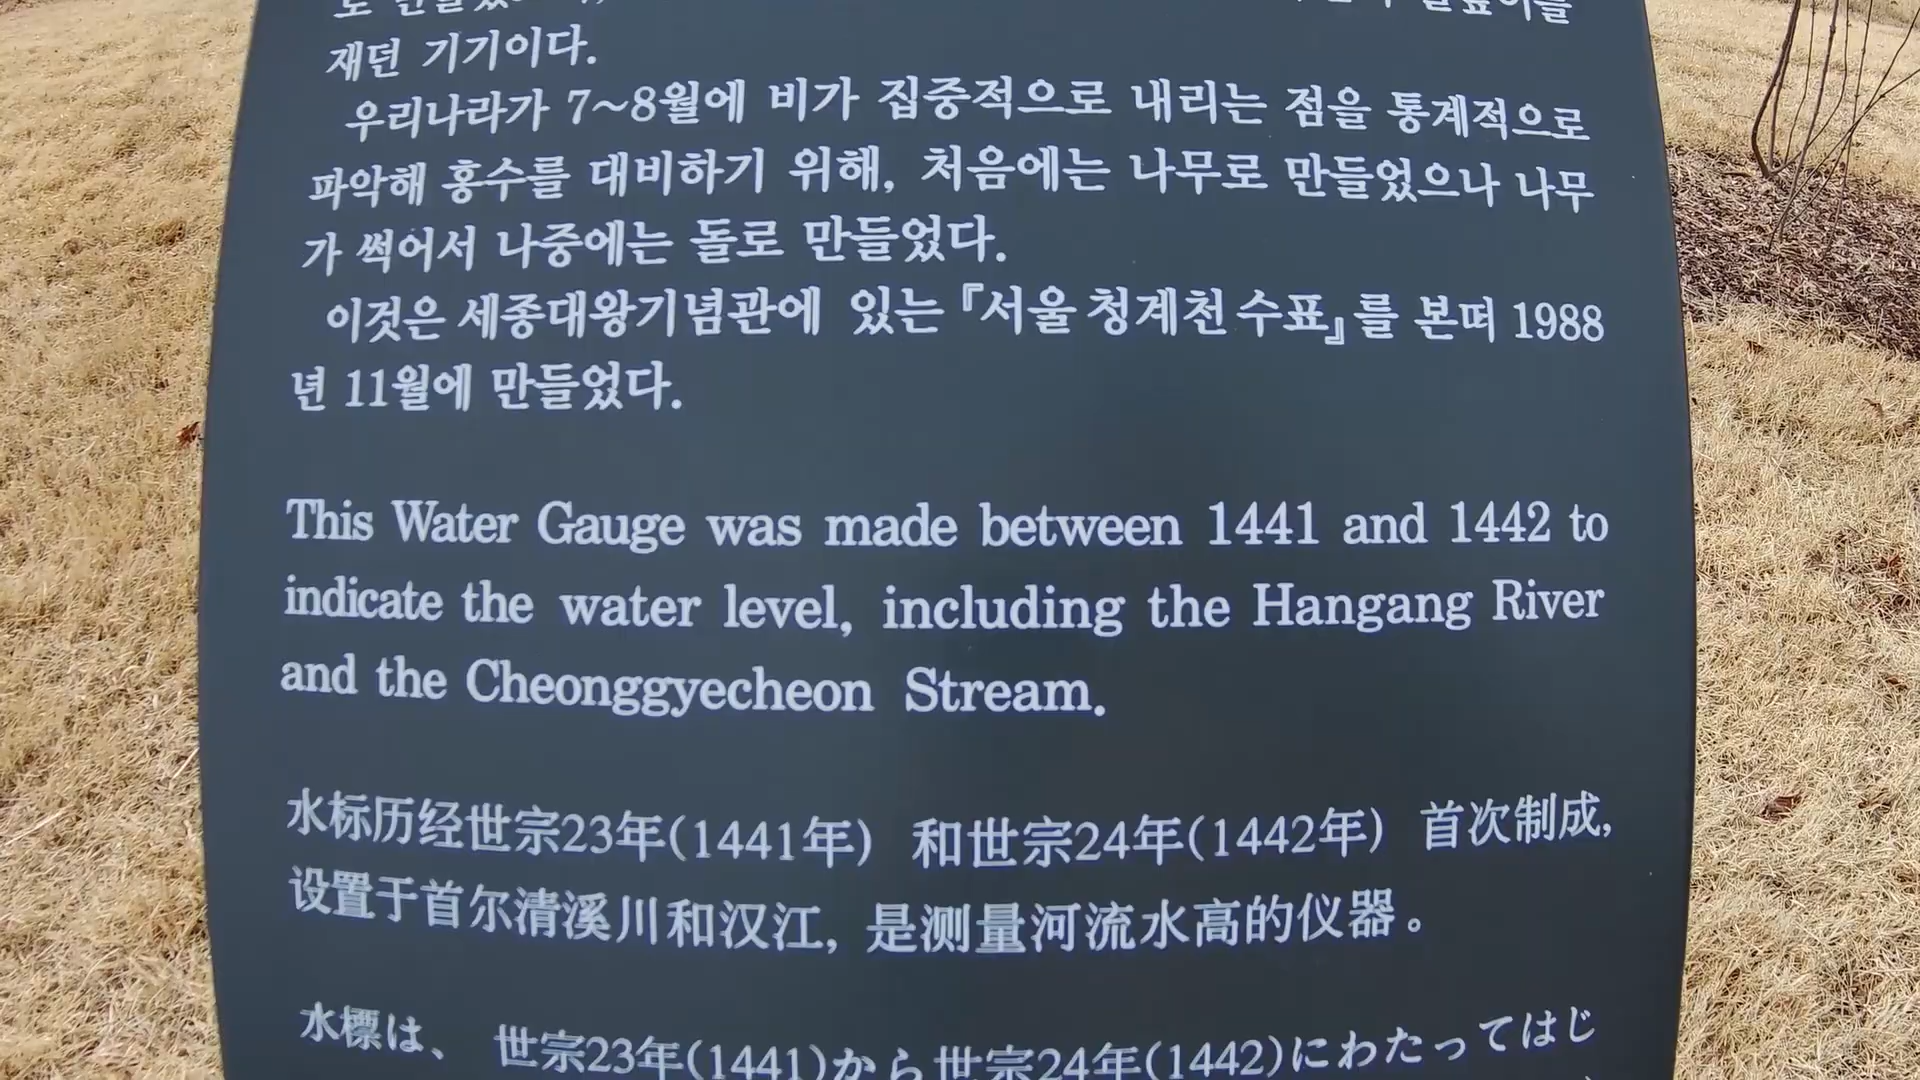 재던 기기이다.
우리나라가 7~8월에 비가 집중적으로 내리는 점을 통계적으로
파악해 홍수를 대비하기 위해, 처음에는 나무로 만들었으나 나무
가 썩어서 나중에는 돌로 만들었다.
이것은 세종대왕기념관에 있는 『서울 청계천 수표』를 본떠 1988
년 11월에 만들었다.
This Water Gauge was made between 1441 and 1442 to
indicate the water level, including the Hangang River
and the Cheonggyecheon Stream.
水标历经世宗23年(1441年) 和世宗24年(1442年) 首次制成,
设置于首尔清溪川和汉江, 是测量河流水高的仪器。
水標は、 世宗23年(1441)から世宗24年(1442)にわたってはじ